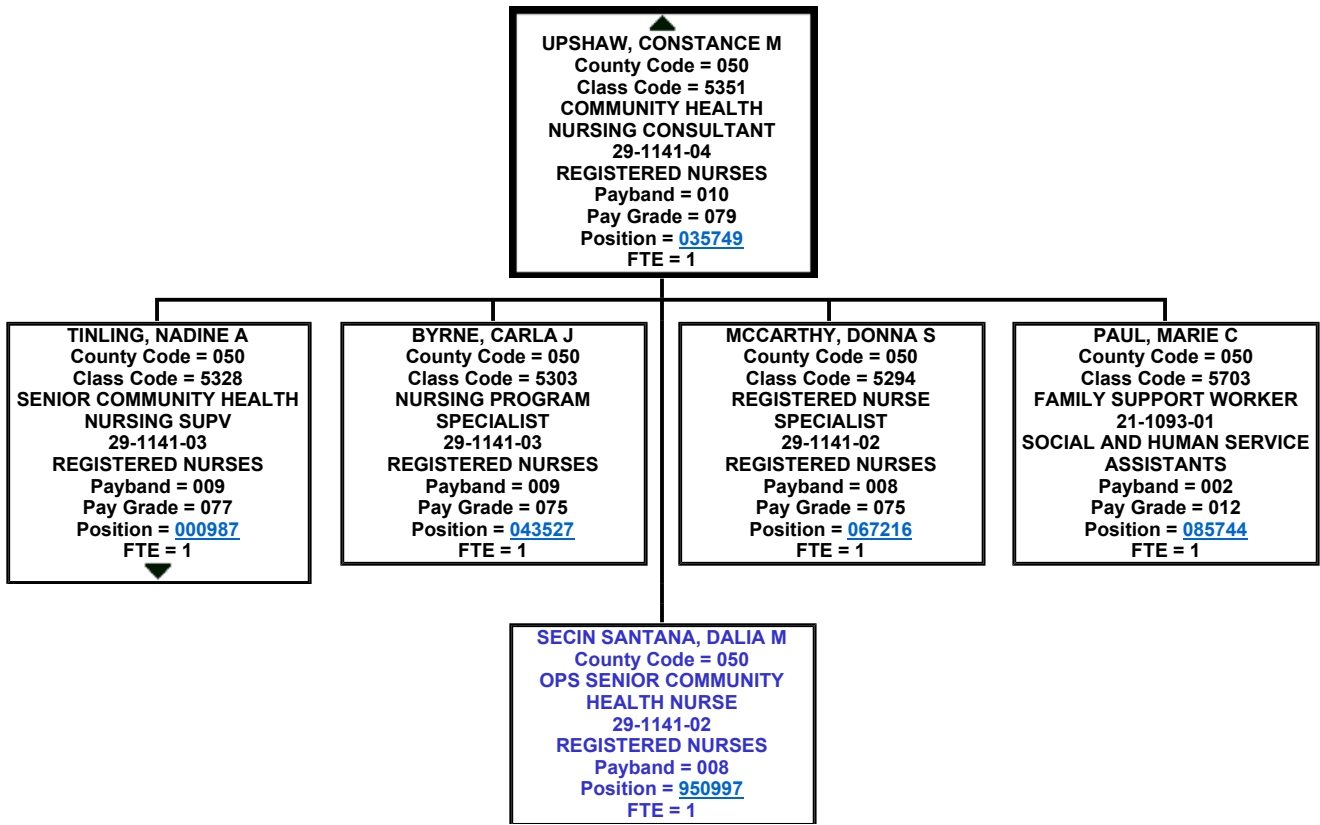 UPSHAW, CONSTANCE M
County Code = 050
Class Code = 5351
COMMUNITY HEALTH
NURSING CONSULTANT
29-1141-04
REGISTERED NURSES
Payband = 010
Pay Grade = 079
Position = 035749
FTE = 1
TINLING, NADINE A
County Code = 050
Class Code = 5328
SENIOR COMMUNITY HEALTH
NURSING SUPV
29-1141-03
REGISTERED NURSES
Payband = 009
Pay Grade = 077
Position = 000987
FTE = 1
BYRNE, CARLA J
County Code = 050
Class Code = 5303
NURSING PROGRAM
SPECIALIST
29-1141-03
REGISTERED NURSES
Payband = 009
Pay Grade = 075
Position = 043527
FTE = 1
MCCARTHY, DONNA S
County Code = 050
Class Code = 5294
REGISTERED NURSE
SPECIALIST
29-1141-02
REGISTERED NURSES
Payband = 008
Pay Grade = 075
Position = 067216
FTE = 1
PAUL, MARIE C
County Code = 050
Class Code = 5703
FAMILY SUPPORT WORKER
21-1093-01
SOCIAL AND HUMAN SERVICE
ASSISTANTS
Payband = 002
Pay Grade = 012
Position = 085744
FTE = 1
SECIN SANTANA, DALIA M
County Code = 050
OPS SENIOR COMMUNITY
HEALTH NURSE
29-1141-02
REGISTERED NURSES
Payband = 008
Position = 950997
FTE = 1